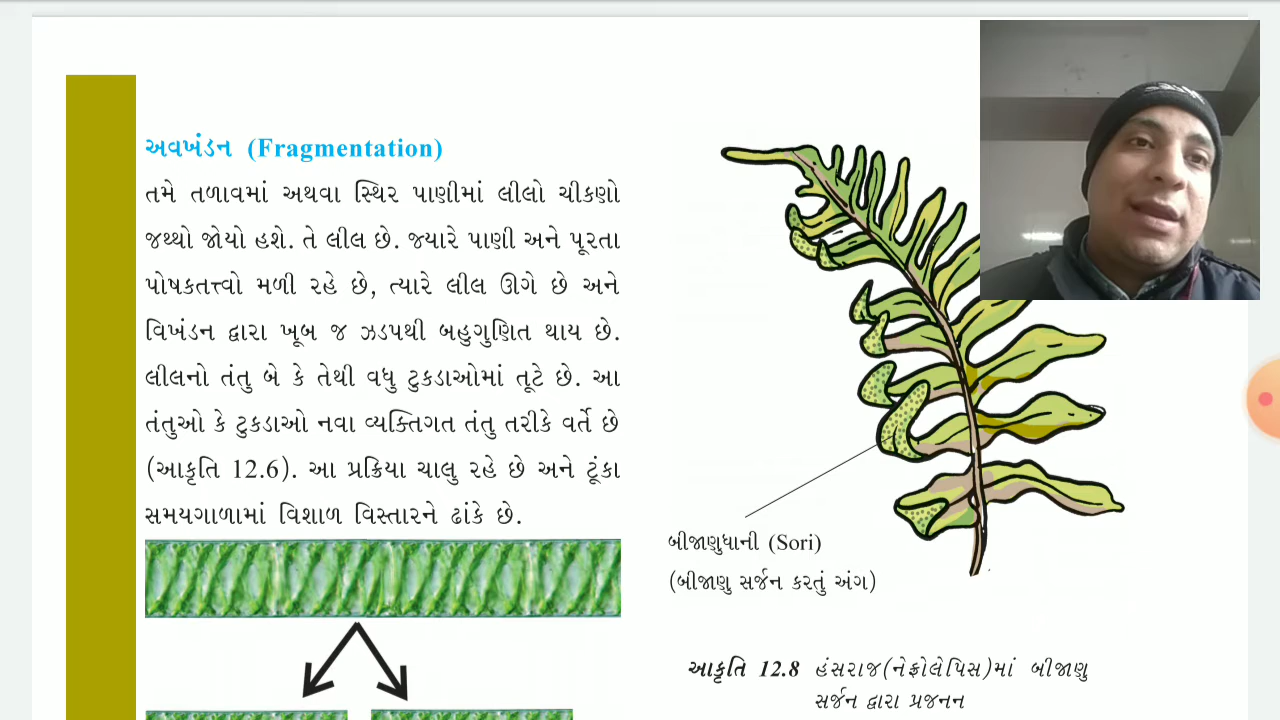 અવખંડન (Fragmentation)
તમે તળાવમાં અથવા સ્થિર પાણીમાં લીલો ચીકણો
જથ્થો જોયો હશે. તે લીલ છે. જ્યારે પાણી અને પૂરતા
પોષકતત્ત્વો મળી રહે છે, ત્યારે લીલ ઊગે છે અને
વિખંડન દ્વારા ખૂબ જ ઝડપથી બહુગુણિત થાય છે.
લીલનો તંતુ બે કે તેથી વધુ ટુકડાઓમાં તૂટે છે. આ
તંતુઓ કે ટુકડાઓ નવા વ્યક્તિગત તંતુ તરીકે વર્તે છે
(આકૃતિ 12.6). આ પ્રક્રિયા ચાલુ રહે છે અને ટૂંકા
સમયગાળામાં વિશાળ વિસ્તારને ઢાંકે છે.
બીજાણુધાની (Sori)
(બીજાણુ સર્જન કરતું અંગ)
આકૃતિ 12.8 હંસરાજ(નેફ્રોલેપિસ)માં બીજાણુ
સર્જન દ્વારા પ્રજનન